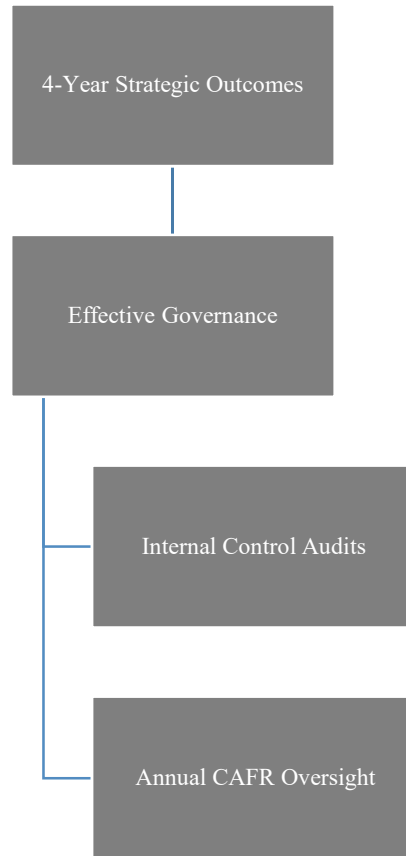 4-Year Strategic Outcomes
Effective Governance
Internal Control Audits
Annual CAFR Oversight